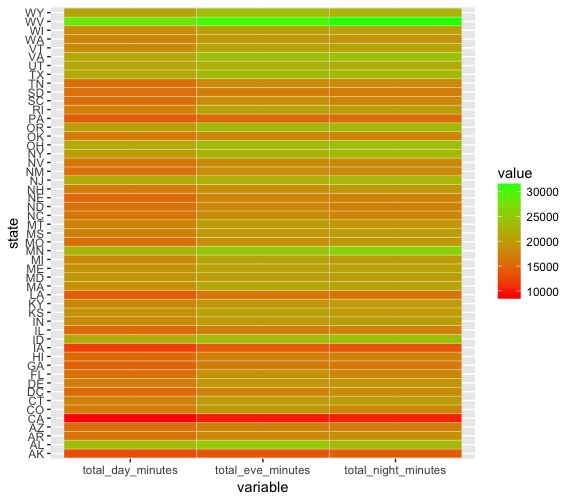 WY
WV
WI
WA
VT
VA
UT
TX
TN
SD
SC
RI
PA
OR
OK
OH
NY
NV
NM
NJ
NH
NE
ND
NC
MT
MS
MO
MN
MI
ME
MD
MA
LA
KY
KS
IN
IL
ID
IA
HI
GA
FL
DE
DC
CT
CO
CA
AZ
AR
AL
AK
state
total_day_minutes total_eve_minutes total_night_minutes
variable
value
30000
25000
20000
15000
10000